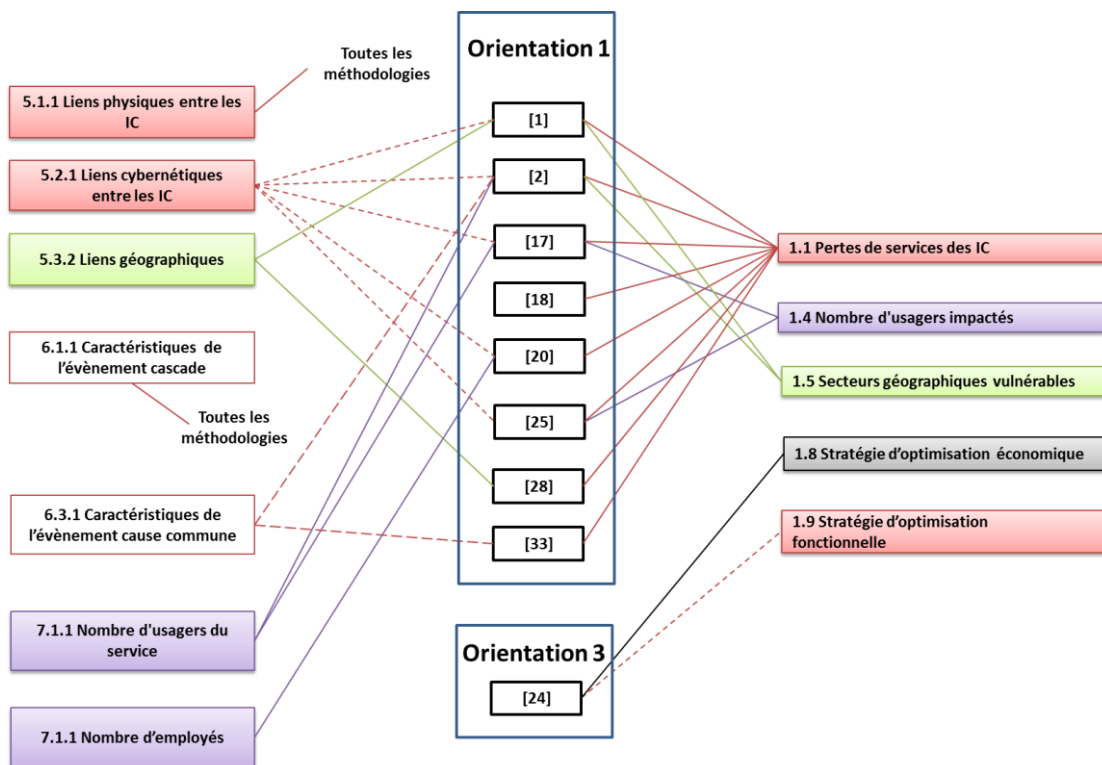 Toutes les
méthodologies
5.1.1 Liens physiques entre les
IC
5.2.1 Liens cybernétiques
entre les IC
5.3.2 Liens géographiques
6.1.1 Caractéristiques de
l'évènement cascade
Toutes les
méthodologies
6.3.1 Caractéristiques de
l'évènement cause commune
7.1.1 Nombre d'usagers du
service
7.1.1 Nombre d'employés
Orientation 1
[1]
[2]
[17]
[18]
[20]
[25]
[28]
[33]
Orientation 3
[24]
1.1 Pertes de services des IC
1.4 Nombre d'usagers impactés
1.5 Secteurs géographiques vulnérables
1.8 Stratégie d'optimisation économique
1.9 Stratégie d'optimisation
fonctionnelle